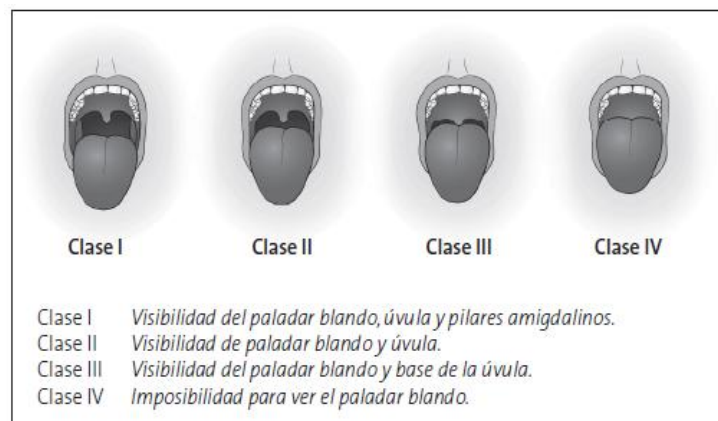 Clase I
Clase II
Clase III
Clase IV
Clase I Visibilidad del paladar blando, úvula y pilares amigdalinos.
Clase II Visibilidad de paladar blando y úvula.
Clase III Visibilidad del paladar blando y base de la úvula.
Clase IV Imposibilidad para ver el paladar blando.